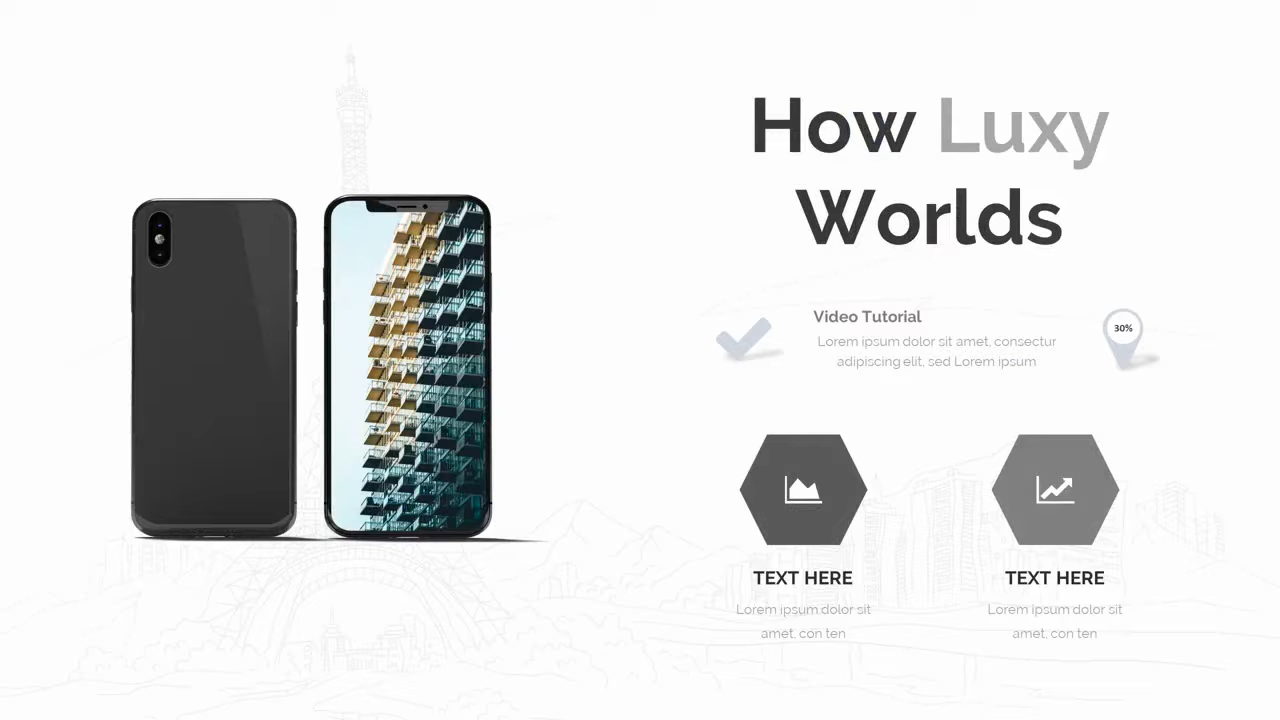 How Luxy
Worlds
Video Tutorial
Lorem ipsum dolor sit amet, consectur
adipiscing elit, sed Lorem ipsum
30%
TEXT HERE
Lorem ipsum dolor sit
amet, con ten
TEXT HERE
Lorem ipsum dolor sit
amet, con ten